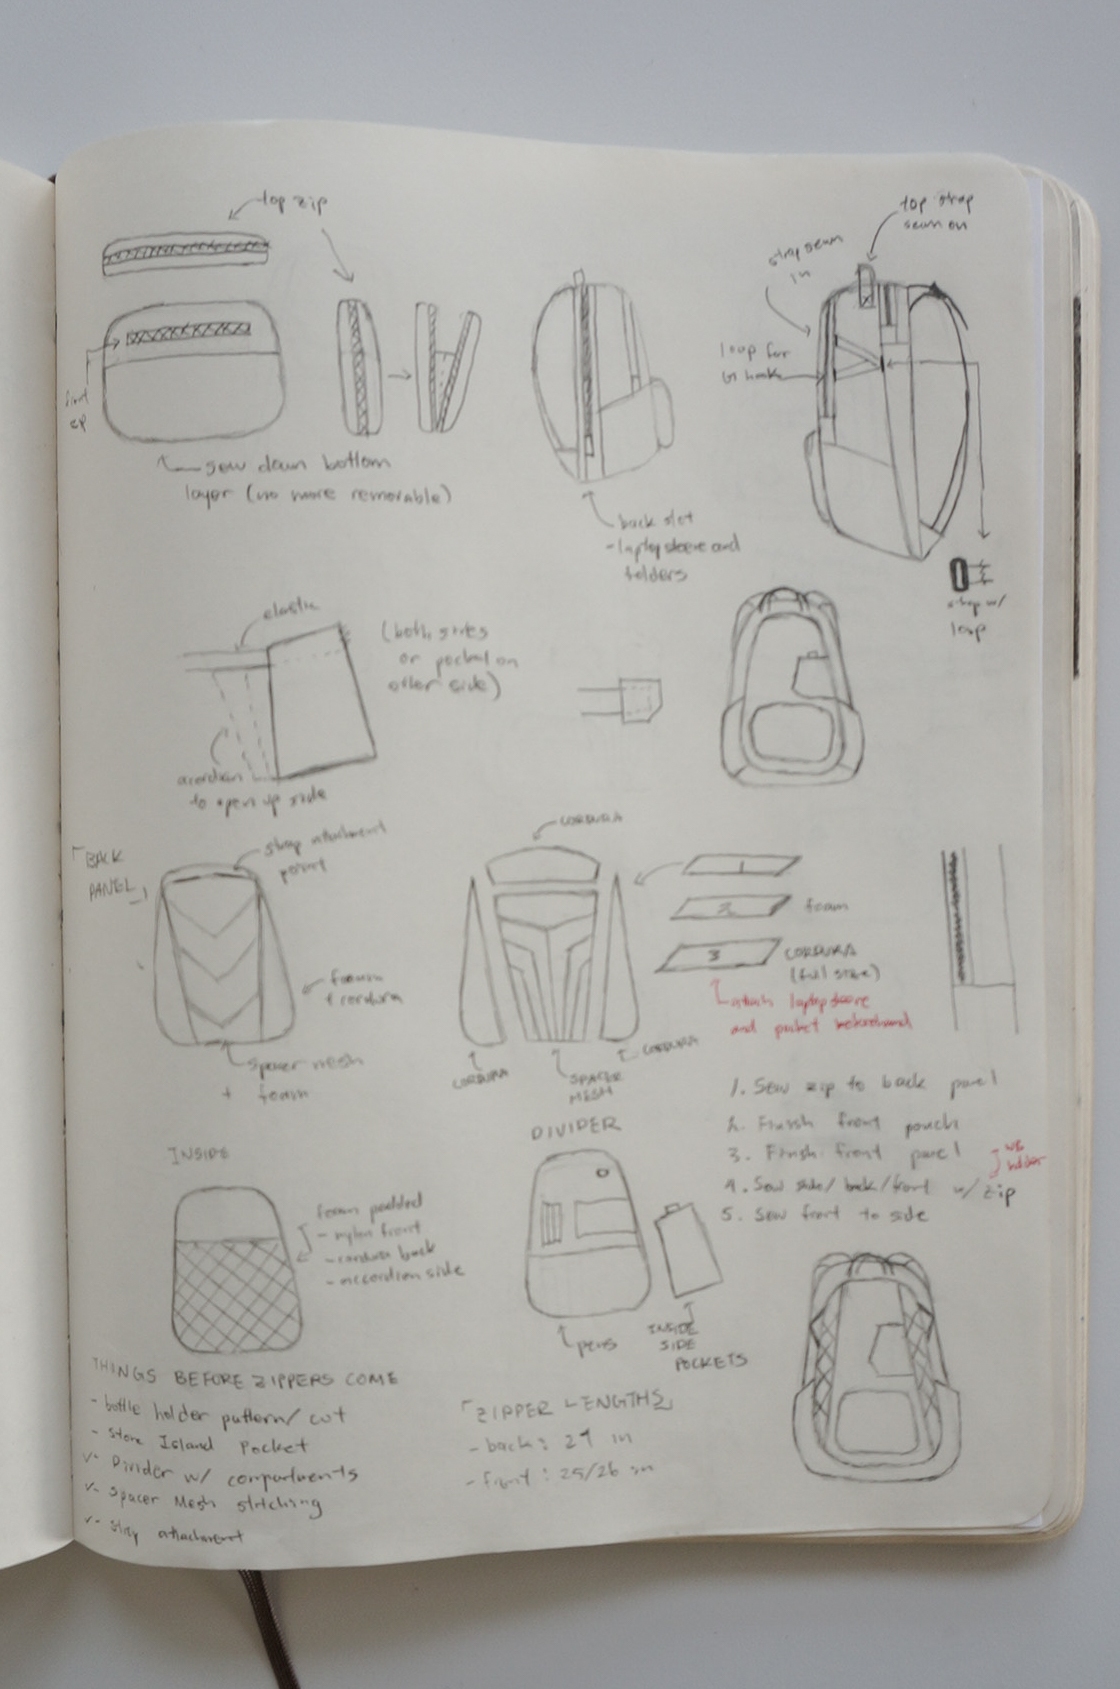 top zip
top strap
sewn on
strap sewn
in
loop for
G hook
front
zip
sew down bottom
layer (no more removable)
back slot
- laptop sleeve and
folders
strap w/
loop
elastic
(both sides
or pocket on
other side)
acordian
to open up side
BACK
PANEL
strap attachment
point
foam
+ cordura
spacer mesh
+ foam
CORDURA
1
2
foam
3
CORDURA
(full size)
attach laptop sleeve
and pocket beforehand
CORDURA
SPACER
MESH
CORDURA
1. Sew zip to back panel
2. Finish front pouch
3. Finish front panel
holder
4. Sew side/back/front w/ zip
5. Sew front to side
INSIDE
foam padded
- nylon front
- cordura back
- accordian side
DIVIDER
pens
INSIDE
SIDE
POCKETS
THINGS BEFORE ZIPPERS COME
- bottle holder pattern/cut
- Stone Island Pocket
✓- Divider w/ compartments
✓- Spacer Mesh stitching
✓- strap attachment
「ZIPPER LENGTHS」
- back: 29 in
- front: 25/26 in